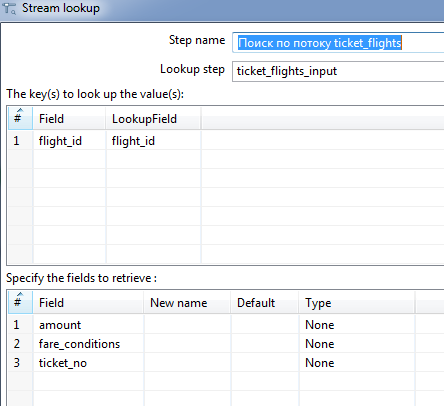 Stream lookup
Step name Поиск по потоку ticket_flights
Lookup step ticket_flights_input
The key(s) to look up the value(s):
# Field LookupField
1 flight_id flight_id
Specify the fields to retrieve :
# Field New name Default Type
1 amount None
2 fare_conditions None
3 ticket_no None